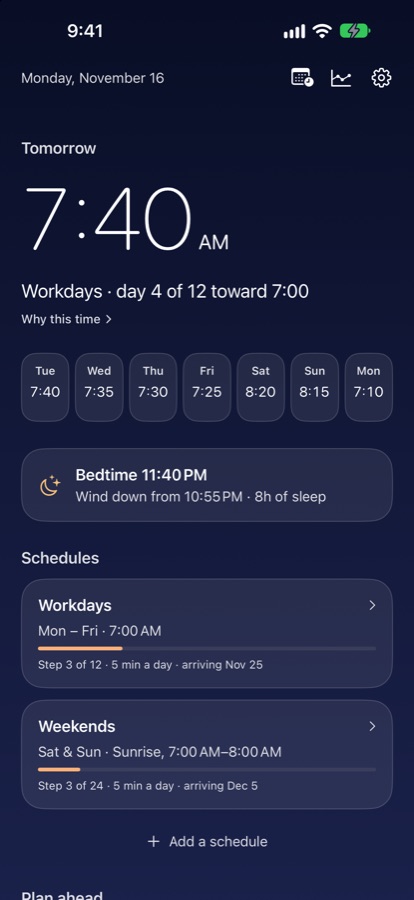 9:41
Monday, November 16
Tomorrow
7:40 AM
Workdays · day 4 of 12 toward 7:00
Why this time
Tue Wed Thu Fri Sat Sun Mon
7:40 7:35 7:30 7:25 8:20 8:15 7:10
Bedtime 11:40 PM
Wind down from 10:55 PM · 8h of sleep
Schedules
Workdays
Mon – Fri · 7:00 AM
Step 3 of 12 · 5 min a day · arriving Nov 25
Weekends
Sat & Sun · Sunrise, 7:00 AM–8:00 AM
Step 3 of 24 · 5 min a day · arriving Dec 5
+ Add a schedule
Plan ahead